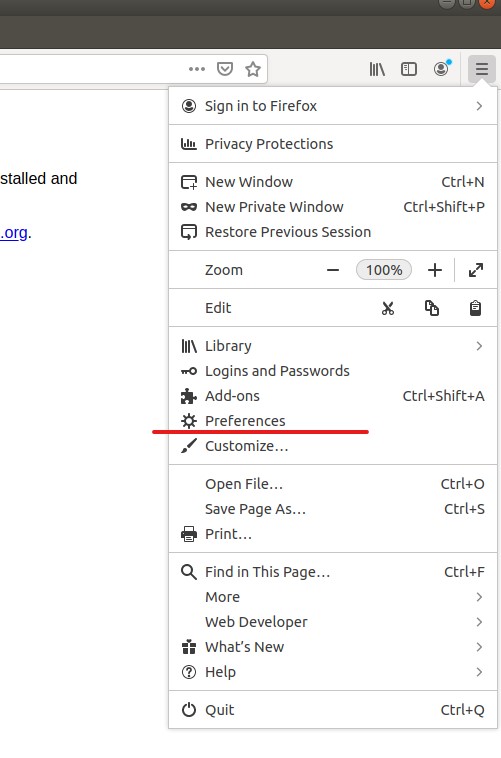 Sign in to Firefox
Privacy Protections
stalled and
New Window Ctrl+N
New Private Window Ctrl+Shift+P
.org.
Restore Previous Session
Zoom 100%
Edit
Library
Logins and Passwords
Add-ons Ctrl+Shift+A
Preferences
Customize…
Open File… Ctrl+O
Save Page As… Ctrl+S
Print…
Find in This Page… Ctrl+F
More
Web Developer
What’s New
Help
Quit Ctrl+Q